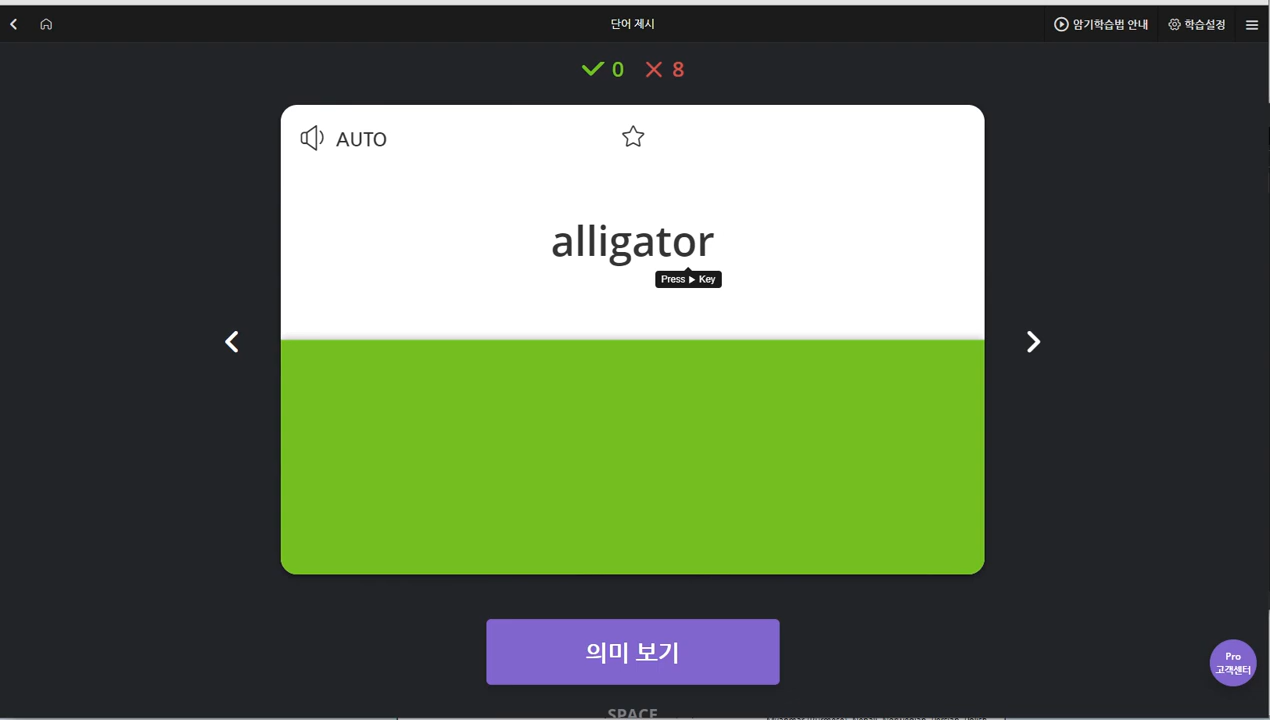 단어 제시
암기학습법 안내
학습설정
0
8
AUTO
alligator
Press ▶ Key
의미 보기
Pro
고객센터
SPACE